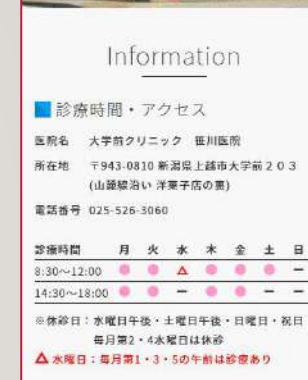 Information
診療時間・アクセス
医院名 大学前クリニック 笹川医院
所在地 〒943-0810 新潟県上越市大学前203
(山麓線沿い 洋菓子店の裏)
電話番号 025-526-3060
診療時間 月 火 水 木 金 土 日
8:30〜12:00 ● ● △ ● ● ● ー
14:30〜18:00 ● ● ー ● ● ー ー
※休診日:水曜日午後・土曜日午後・日曜日・祝日
毎月第2・4水曜日は休診
△ 水曜日:毎月第1・3・5の午前は診療あり